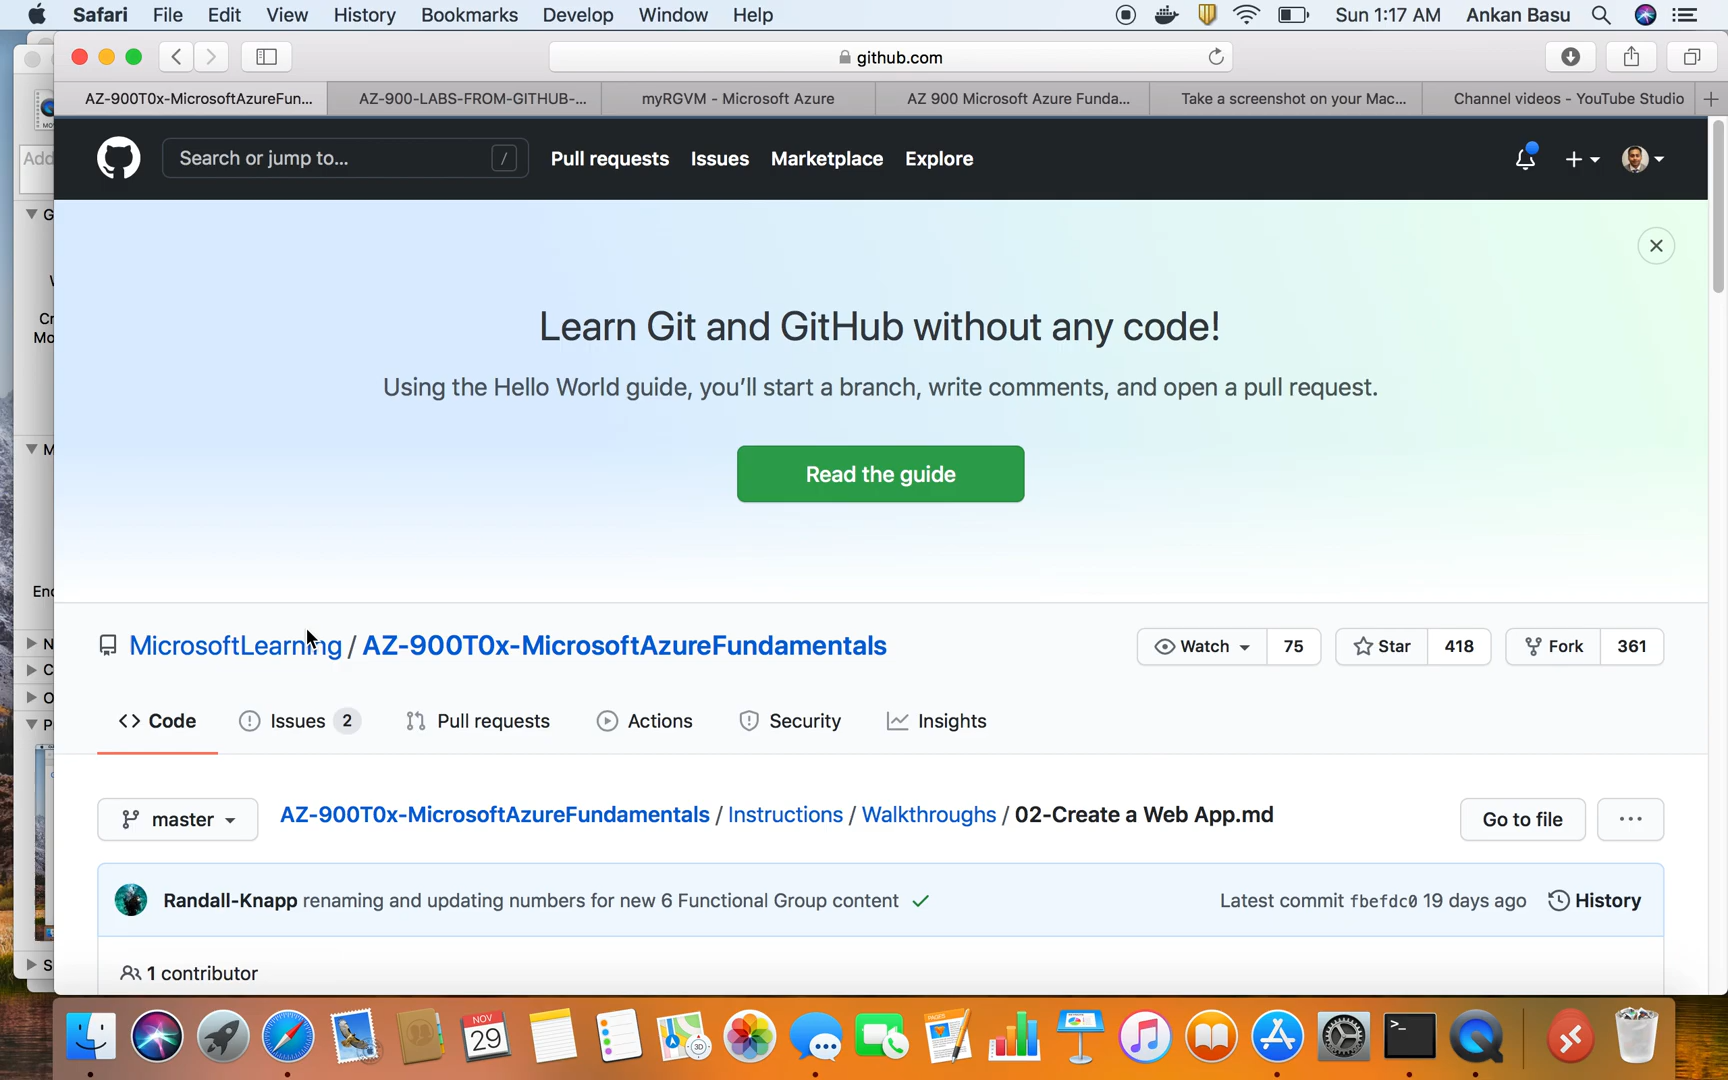 Safari File Edit View History Bookmarks Develop Window Help Sun 1:17 AM Ankan Basu
github.com
AZ-900T0x-MicrosoftAzureFun... AZ-900-LABS-FROM-GITHUB-... myRGVM - Microsoft Azure AZ 900 Microsoft Azure Funda... Take a screenshot on your Mac... Channel videos - YouTube Studio
Search or jump to... / Pull requests Issues Marketplace Explore
Add
Learn Git and GitHub without any code!
Using the Hello World guide, you'll start a branch, write comments, and open a pull request.
Read the guide
MicrosoftLearning / AZ-900T0x-MicrosoftAzureFundamentals
Watch 75 Star 418 Fork 361
<> Code Issues 2 Pull requests Actions Security Insights
master AZ-900T0x-MicrosoftAzureFundamentals / Instructions / Walkthroughs / 02-Create a Web App.md Go to file ...
Randall-Knapp renaming and updating numbers for new 6 Functional Group content Latest commit fbefdc0 19 days ago History
1 contributor
NOV
29
3D
PAGES
>_